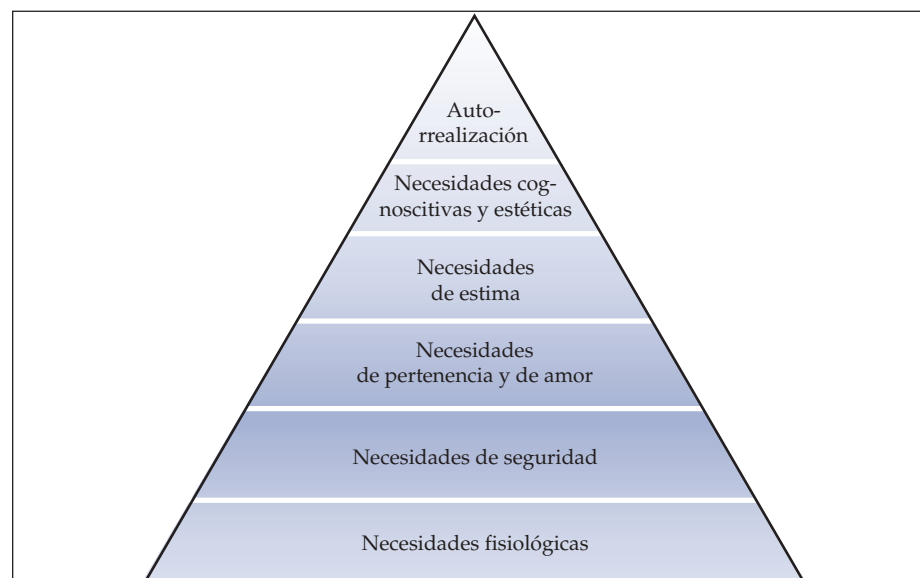 Auto-
rrealización
Necesidades cog-
noscitivas y estéticas
Necesidades
de estima
Necesidades
de pertenencia y de amor
Necesidades de seguridad
Necesidades fisiológicas